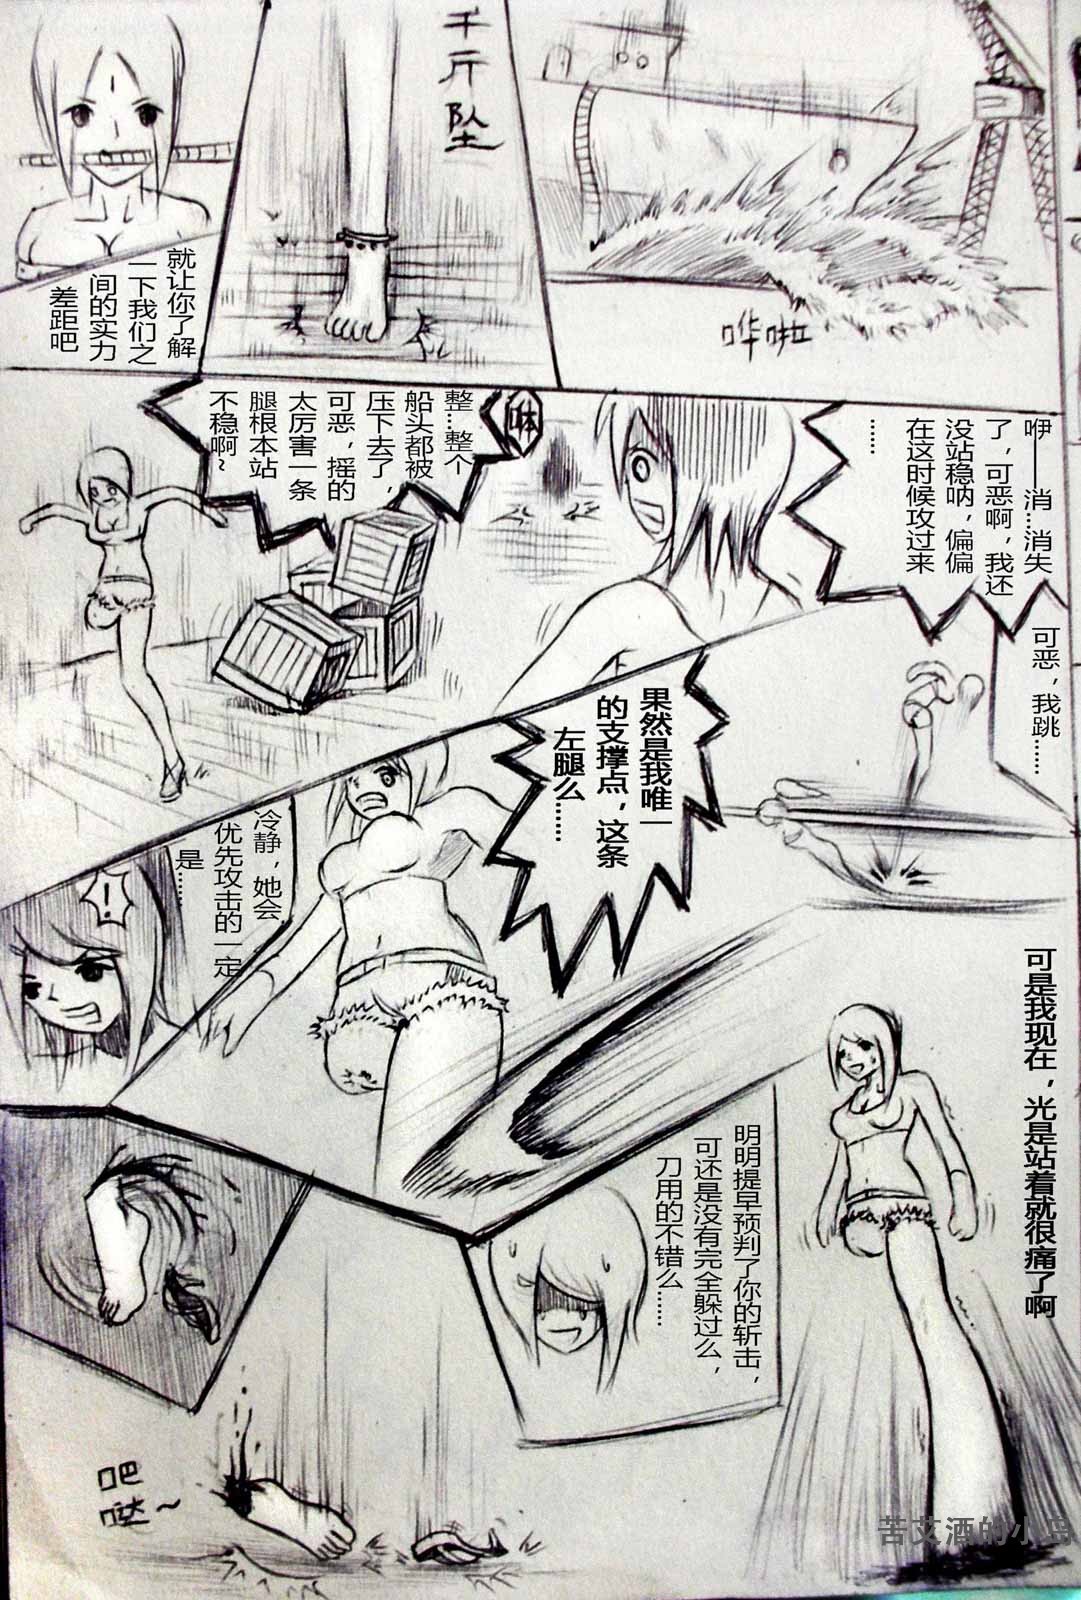 就让你了解
一下我们之
间的实力
差距吧
千斤坠
哗啦
整…整个
船头都被
压下去了,
可恶,摇的
太厉害一条
腿根本站
不稳啊~
咻
咿——消…消失
了,可恶啊,我还
没站稳呐,偏偏
在这时候攻过来
……
可恶,我跳……
果然是我唯一
的支撑点,这条
左腿么……
冷静,她会
优先攻击的一定
是……
!
可是我现在,光是站着就很痛了啊
明明提早预判了你的斩击,
可还是没有完全躲过么,
刀用的不错么……
吧
哒~
苦艾酒的小鸟